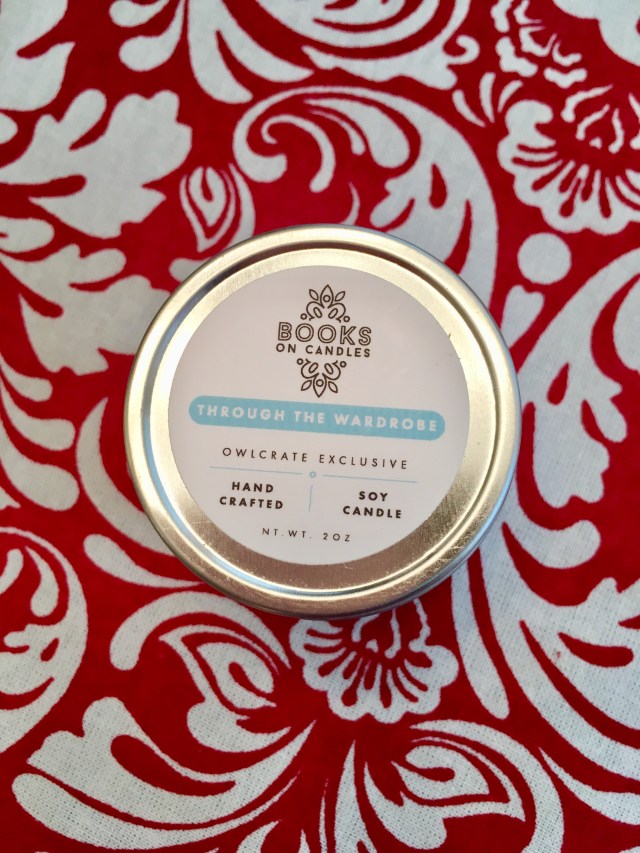 BOOKS
ON CANDLES
THROUGH THE WARDROBE
OWLCRATE EXCLUSIVE
HAND
CRAFTED
SOY
CANDLE
NT. WT. 2OZ